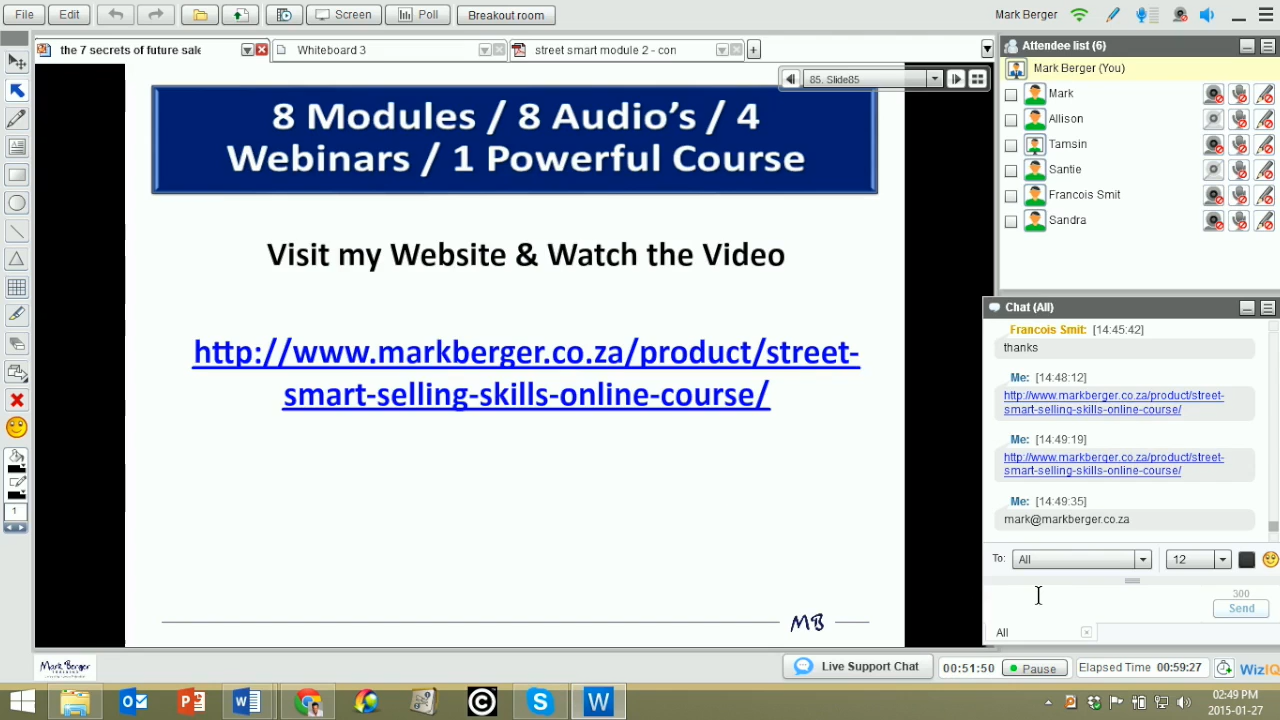 File
Edit
Screen
Poll
Breakout room
Mark Berger
the 7 secrets of future sale
Whiteboard 3
street smart module 2 - con
85. Slide85
8 Modules / 8 Audio's / 4
Webinars / 1 Powerful Course
Visit my Website & Watch the Video
http://www.markberger.co.za/product/street-
smart-selling-skills-online-course/
MB
1
Attendee list (6)
Mark Berger (You)
Mark
Allison
Tamsin
Santie
Francois Smit
Sandra
Chat (All)
Francois Smit: [14:45:42]
thanks
Me: [14:48:12]
http://www.markberger.co.za/product/street-
smart-selling-skills-online-course/
Me: [14:49:19]
http://www.markberger.co.za/product/street-
smart-selling-skills-online-course/
Me: [14:49:35]
mark@markberger.co.za
To: All 12
300
Send
All
Mark Berger
TRAINING
Live Support Chat
00:51:50 Pause Elapsed Time 00:59:27 WizIQ
02:49 PM
2015-01-27